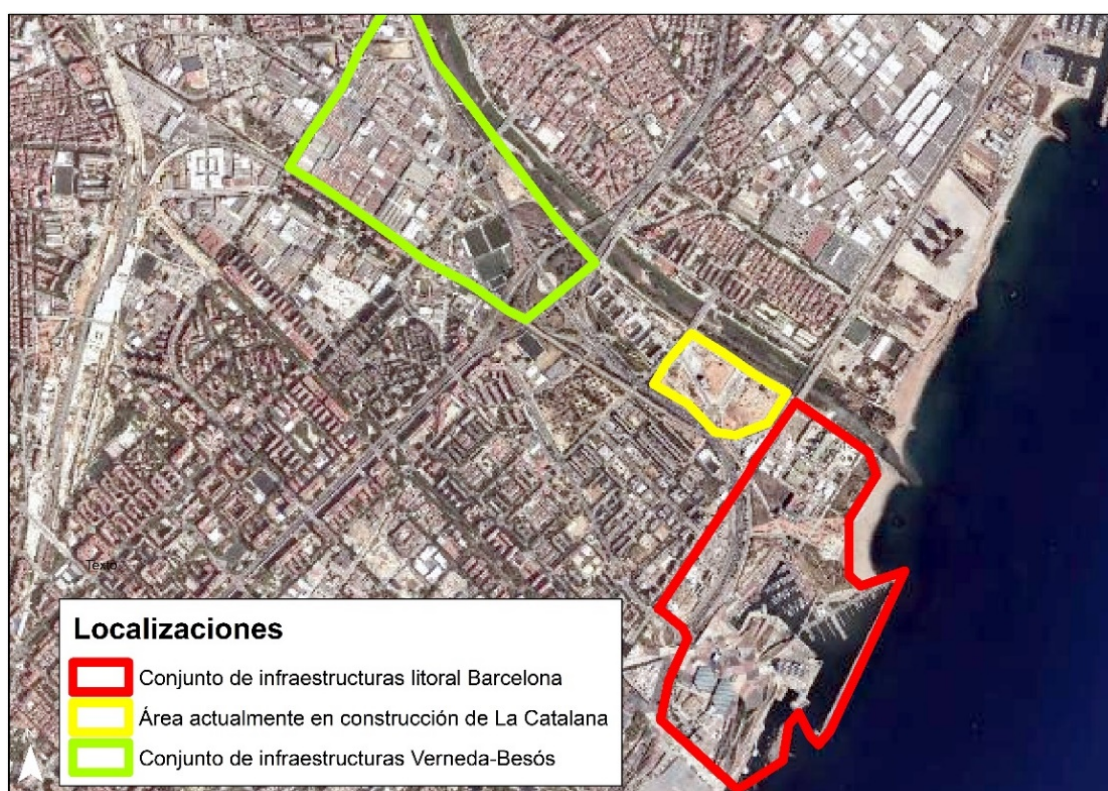 Texto
Localizaciones
Conjunto de infraestructuras litoral Barcelona
Área actualmente en construcción de La Catalana
Conjunto de infraestructuras Verneda-Besós